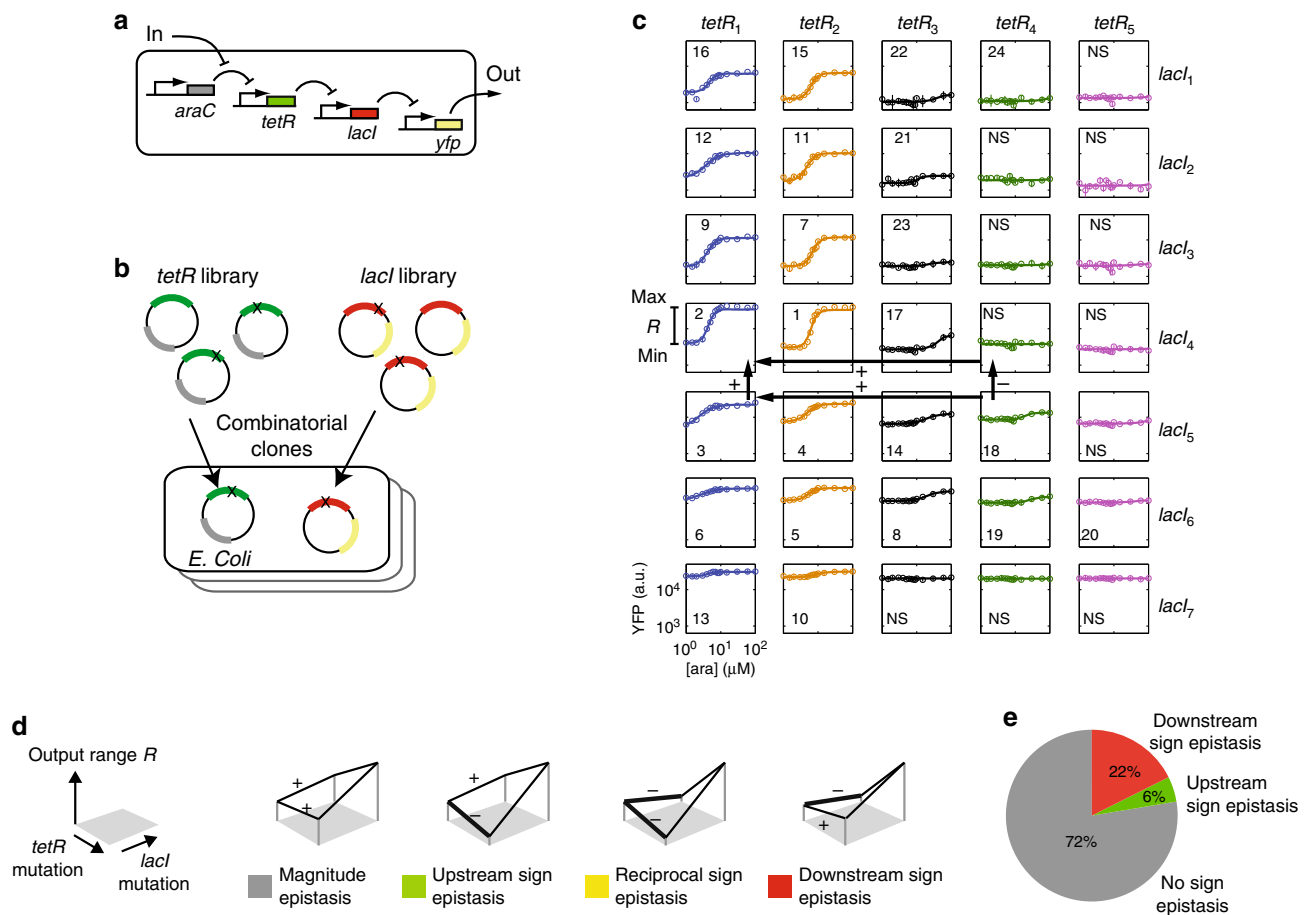 a
In
Out
araC
tetR
lacI
yfp
b
tetR library
lacI library
Combinatorial
clones
E. Coli
c
tetR1 tetR2 tetR3 tetR4 tetR5
16 15 22 24 NS lacI1
12 11 21 NS NS lacI2
9 7 23 NS NS lacI3
Max
R
Min
2 1 17 NS NS lacI4
+
+ + −
3 4 14 18 NS lacI5
6 5 8 19 20 lacI6
13 10 NS NS NS lacI7
YFP (a.u.)
10^4
10^3
10^0 10^1 10^2
[ara] (μM)
d
Output range R
tetR
mutation
lacI
mutation
+
+
+
−
−
−
−
+
Magnitude
epistasis
Upstream sign
epistasis
Reciprocal sign
epistasis
Downstream sign
epistasis
e
Downstream
sign epistasis
22%
Upstream
sign epistasis
6%
72%
No sign
epistasis